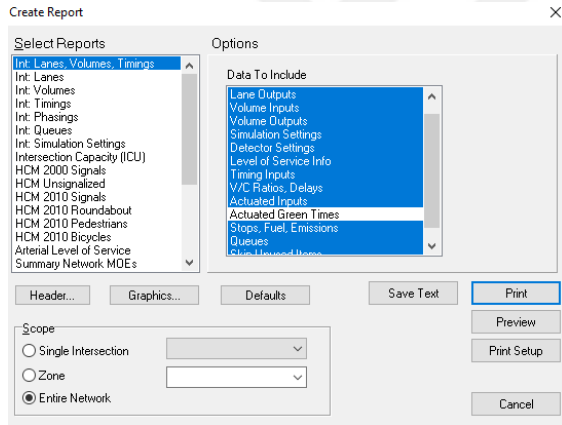 Create Report
Select Reports
Int: Lanes, Volumes, Timings
Int: Lanes
Int: Volumes
Int: Timings
Int: Phasings
Int: Queues
Int: Simulation Settings
Intersection Capacity (ICU)
HCM 2000 Signals
HCM Unsignalized
HCM 2010 Signals
HCM 2010 Roundabout
HCM 2010 Pedestrians
HCM 2010 Bicycles
Arterial Level of Service
Summary Network MOEs
Options
Data To Include
Lane Outputs
Volume Inputs
Volume Outputs
Simulation Settings
Detector Settings
Level of Service Info
Timing Inputs
V/C Ratios, Delays
Actuated Inputs
Actuated Green Times
Stops, Fuel, Emissions
Queues
Skip Unused Items
Header...
Graphics...
Defaults
Save Text
Print
Preview
Print Setup
Cancel
Scope
Single Intersection
Zone
Entire Network